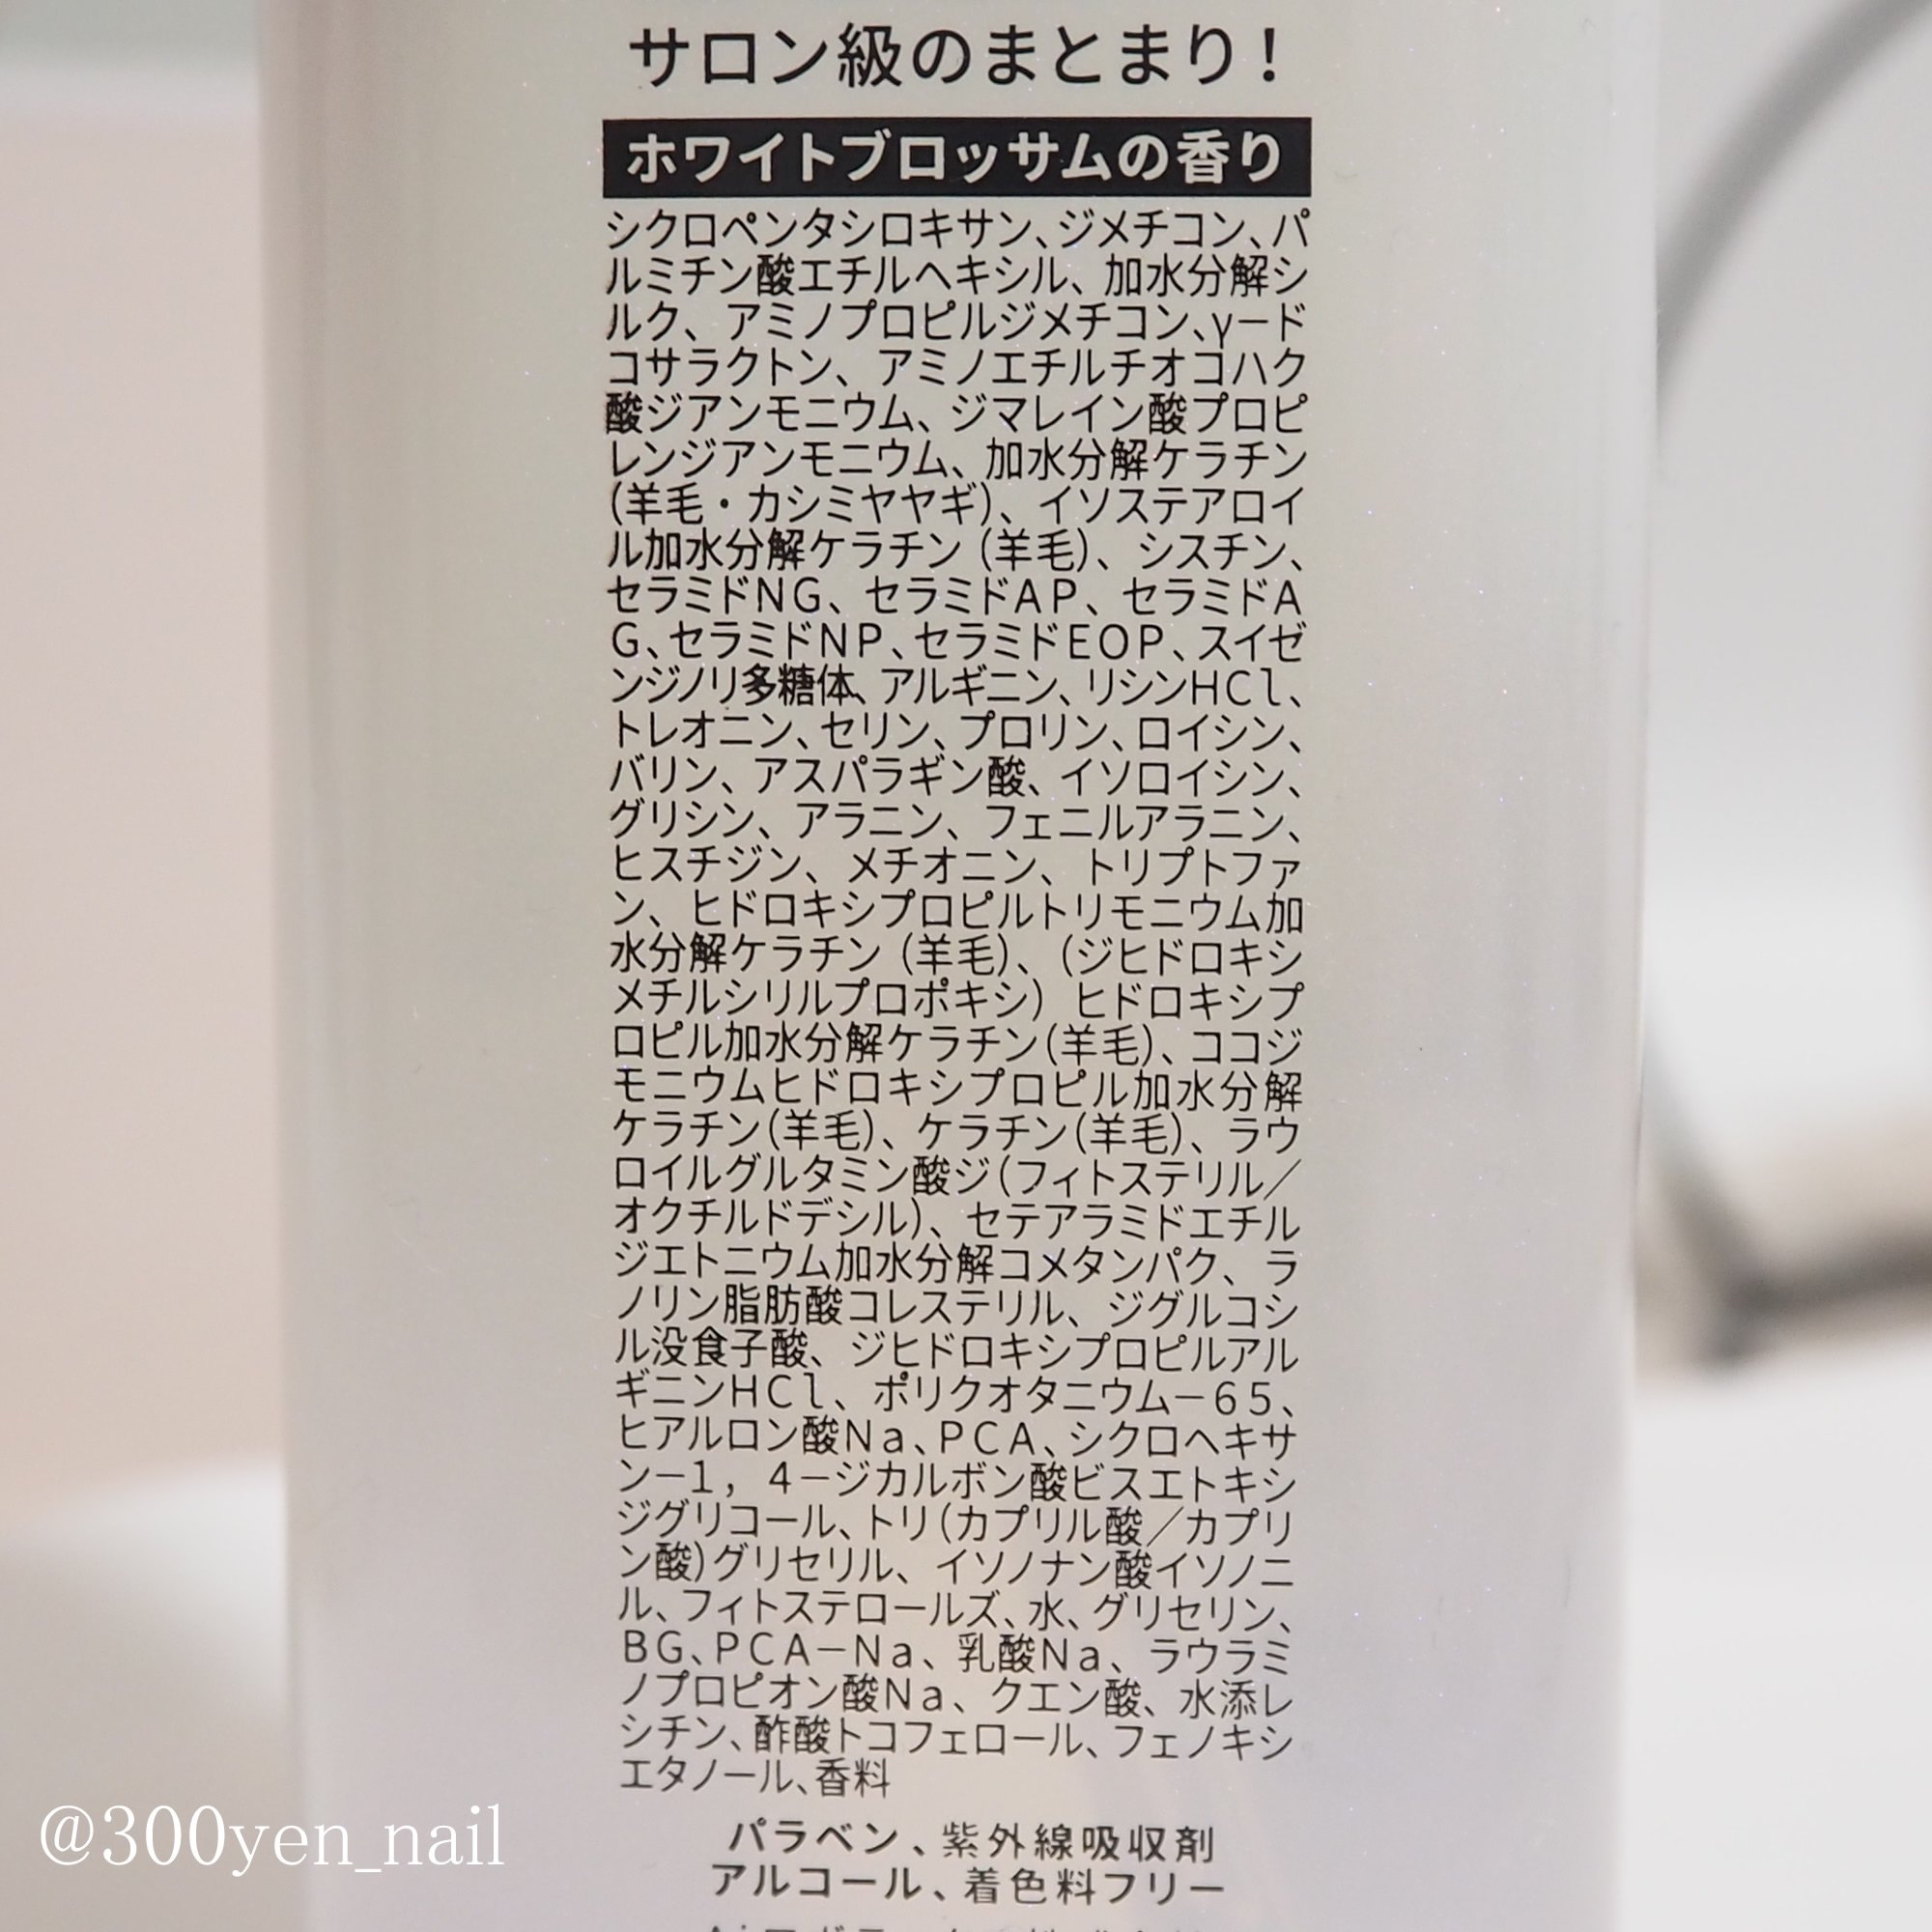 サロン級のまとまり!
ホワイトブロッサムの香り
シクロペンタシロキサン、ジメチコン、パ
ルミチン酸エチルヘキシル、加水分解シ
ルク、アミノプロピルジメチコン、γ－ド
コサラクトン、アミノエチルチオコハク
酸ジアンモニウム、ジマレイン酸プロピ
レンジアンモニウム、加水分解ケラチン
(羊毛・カシミヤヤギ)、イソステアロイ
ル加水分解ケラチン(羊毛)、シスチン、
セラミドNG、セラミドAP、セラミドA
G、セラミドNP、セラミドEOP、スイゼ
ンジノリ多糖体、アルギニン、リシンHCl、
トレオニン、セリン、プロリン、ロイシン、
バリン、アスパラギン酸、イソロイシン、
グリシン、アラニン、フェニルアラニン、
ヒスチジン、メチオニン、トリプトファ
ン、ヒドロキシプロピルトリモニウム加
水分解ケラチン(羊毛)、(ジヒドロキシ
メチルシリルプロポキシ)ヒドロキシプ
ロピル加水分解ケラチン(羊毛)、ココジ
モニウムヒドロキシプロピル加水分解
ケラチン(羊毛)、ケラチン(羊毛)、ラウ
ロイルグルタミン酸ジ(フィトステリル／
オクチルドデシル)、セテアラミドエチル
ジエトニウム加水分解コメタンパク、ラ
ノリン脂肪酸コレステリル、ジグルコシ
ル没食子酸、ジヒドロキシプロピルアル
ギニンHCl、ポリクオタニウム－65、
ヒアルロン酸Na、PCA、シクロヘキサ
ン－1，4－ジカルボン酸ビスエトキシ
ジグリコール、トリ(カプリル酸／カプリ
ン酸)グリセリル、イソノナン酸イソノニ
ル、フィトステロールズ、水、グリセリン、
BG、PCA－Na、乳酸Na、ラウラミ
ノプロピオン酸Na、クエン酸、水添レ
シチン、酢酸トコフェロール、フェノキシ
エタノール、香料
パラベン、紫外線吸収剤
アルコール、着色料フリー
@300yen_nail